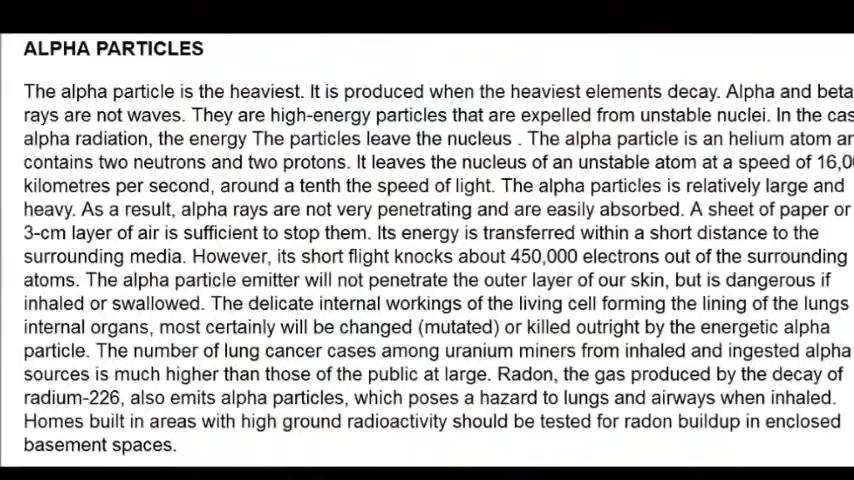 ALPHA PARTICLES
The alpha particle is the heaviest. It is produced when the heaviest elements decay. Alpha and beta
rays are not waves. They are high-energy particles that are expelled from unstable nuclei. In the
alpha radiation, the energy The particles leave the nucleus . The alpha particle is an helium atom
contains two neutrons and two protons. It leaves the nucleus of an unstable atom at a speed of
kilometres per second, around a tenth the speed of light. The alpha particles is relatively large and
heavy. As a result, alpha rays are not very penetrating and are easily absorbed. A sheet of paper or
3-cm layer of air is sufficient to stop them. Its energy is transferred within a short distance to the
surrounding media. However, its short flight knocks about 450,000 electrons out of the surrounding
atoms. The alpha particle emitter will not penetrate the outer layer of our skin, but is dangerous if
inhaled or swallowed. The delicate internal workings of the living cell forming the lining of the lungs
internal organs, most certainly will be changed (mutated) or killed outright by the energetic alpha
particle. The number of lung cancer cases among uranium miners from inhaled and ingested alpha
sources is much higher than those of the public at large. Radon, the gas produced by the decay of
radium-226, also emits alpha particles, which poses a hazard to lungs and airways when inhaled.
Homes built in areas with high ground radioactivity should be tested for radon buildup in enclosed
basement spaces.